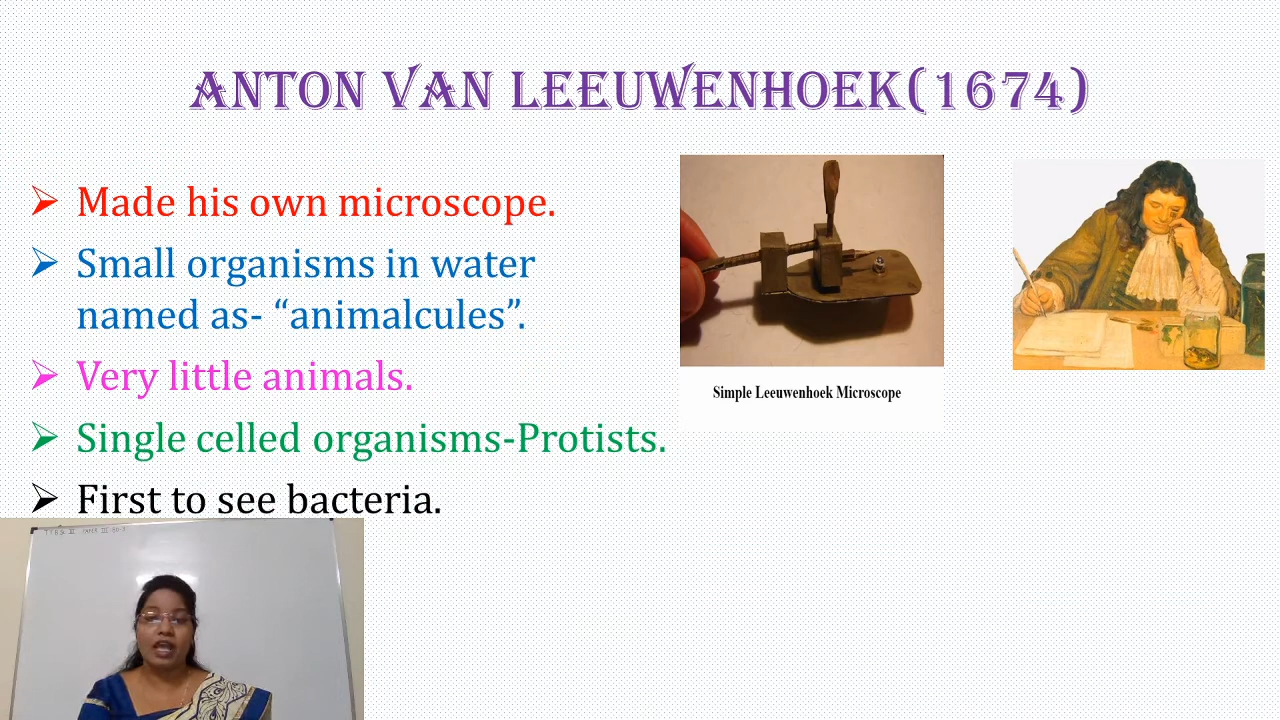 ANTON VAN LEEUWENHOEK(1674)
Made his own microscope.
Small organisms in water
named as- “animalcules”.
Very little animals.
Single celled organisms-Protists.
First to see bacteria.
Simple Leeuwenhoek Microscope